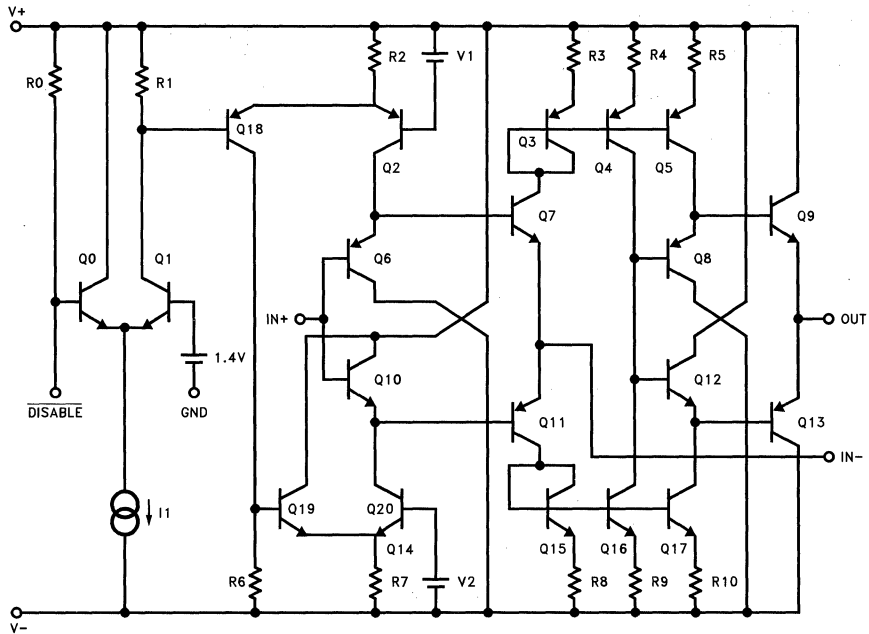 V+
R0
R1
R2
V1
R3
R4
R5
Q18
Q2
Q3
Q4
Q5
Q7
Q9
Q0
Q1
Q6
Q8
IN+
OUT
1.4V
DISABLE
GND
Q10
Q12
Q11
Q13
IN-
I1
Q19
Q20
Q14
Q15
Q16
Q17
R6
R7
V2
R8
R9
R10
V-